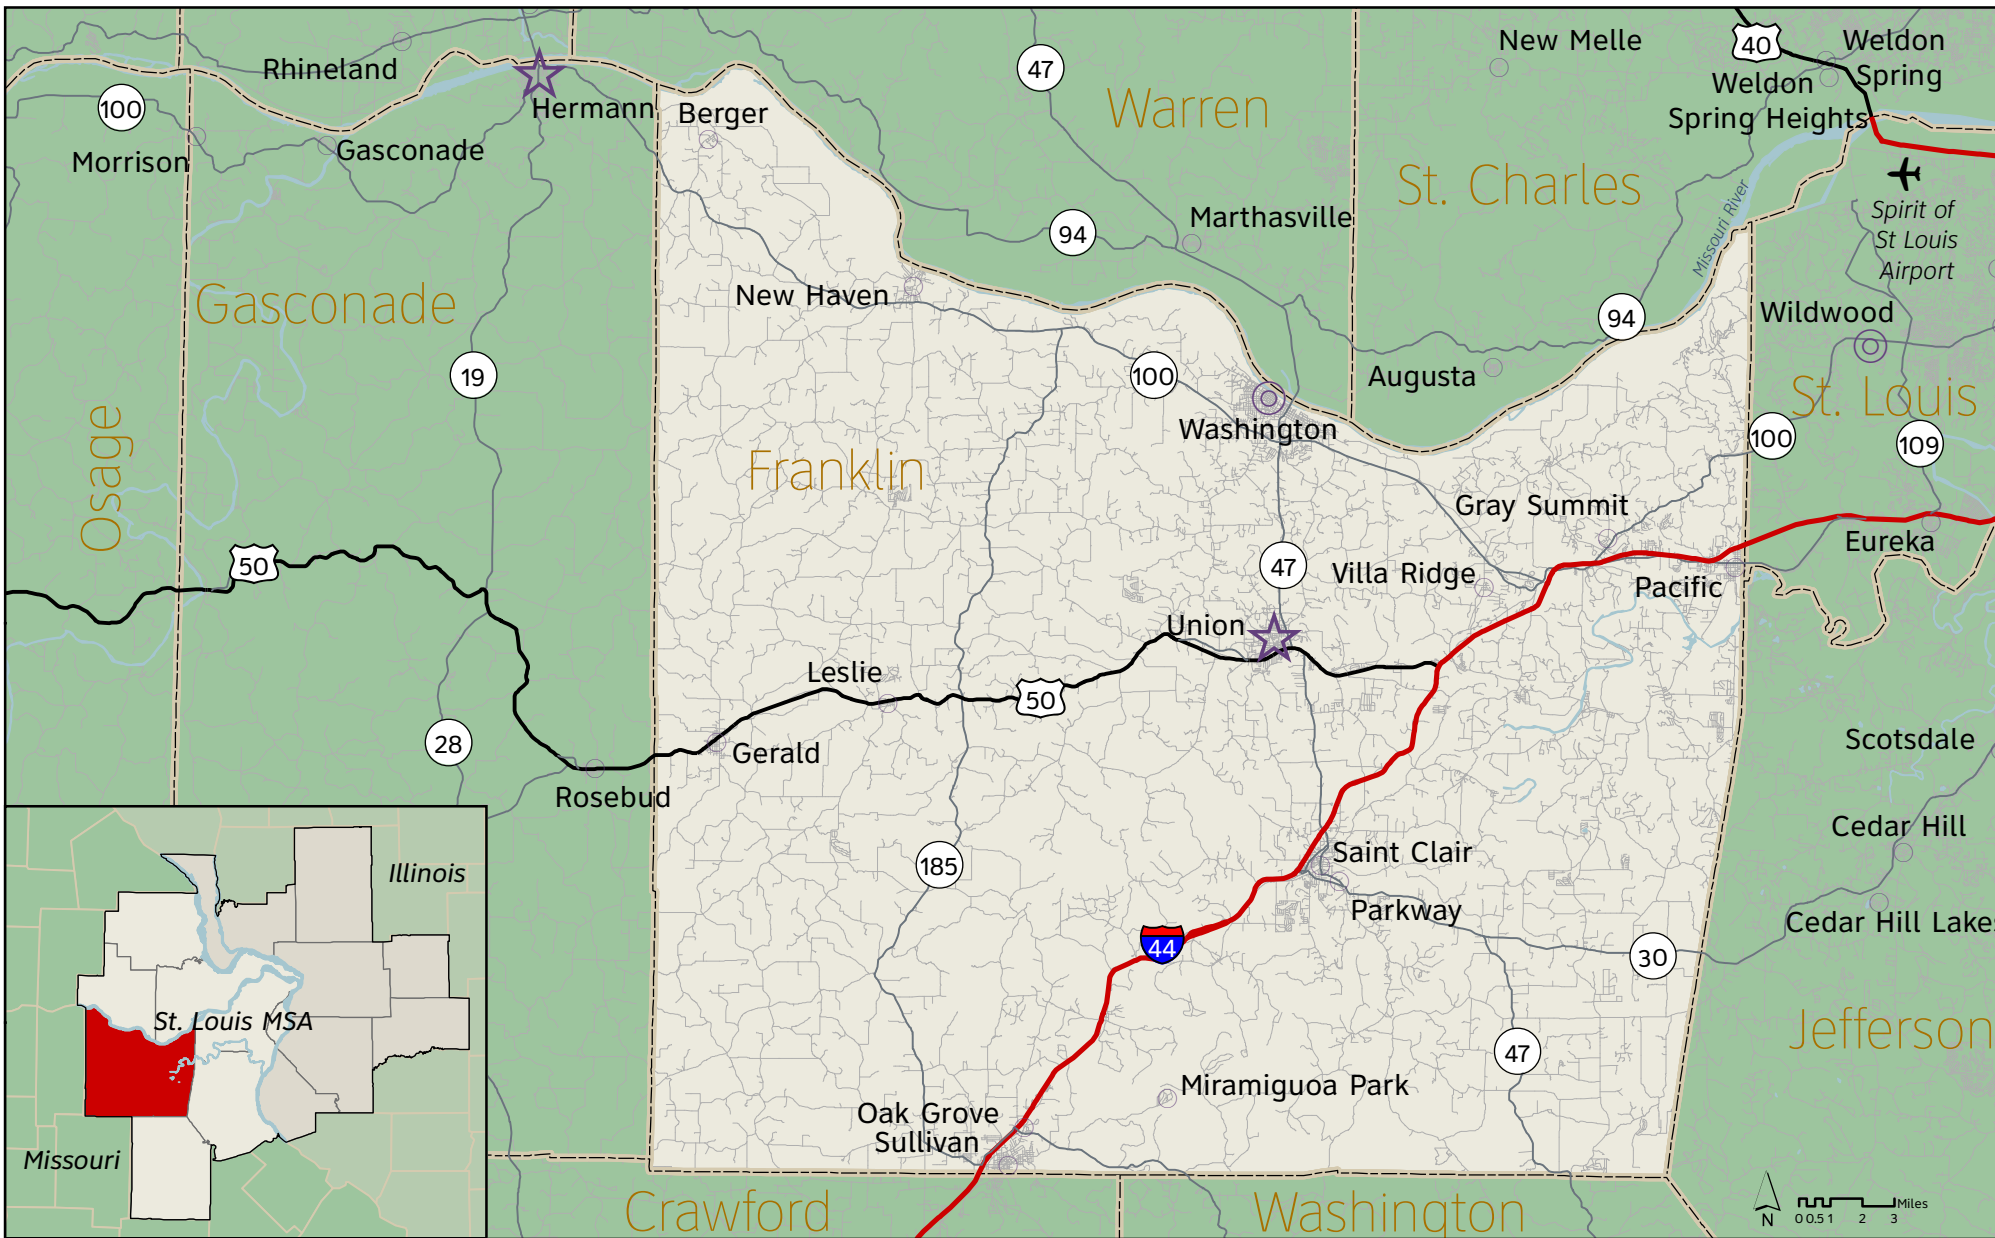 New Melle
40
Weldon
Spring
Rhineland
47
Weldon
Spring Heights
100
Hermann
Berger
Warren
Morrison
Gasconade
St. Charles
Missouri River
Spirit of
St Louis
Airport
94
Marthasville
Gasconade
New Haven
94
Wildwood
19
100
Augusta
St. Louis
Osage
Washington
100
109
Franklin
Gray Summit
50
47
Villa Ridge
Eureka
Pacific
Union
Leslie
50
28
Gerald
Scotsdale
Rosebud
Cedar Hill
185
Saint Clair
Illinois
Parkway
Cedar Hill Lakes
44
30
St. Louis MSA
Jefferson
47
Miramiguoa Park
Oak Grove
Sullivan
Missouri
Crawford
Washington
N
Miles
0 0.5 1 2 3